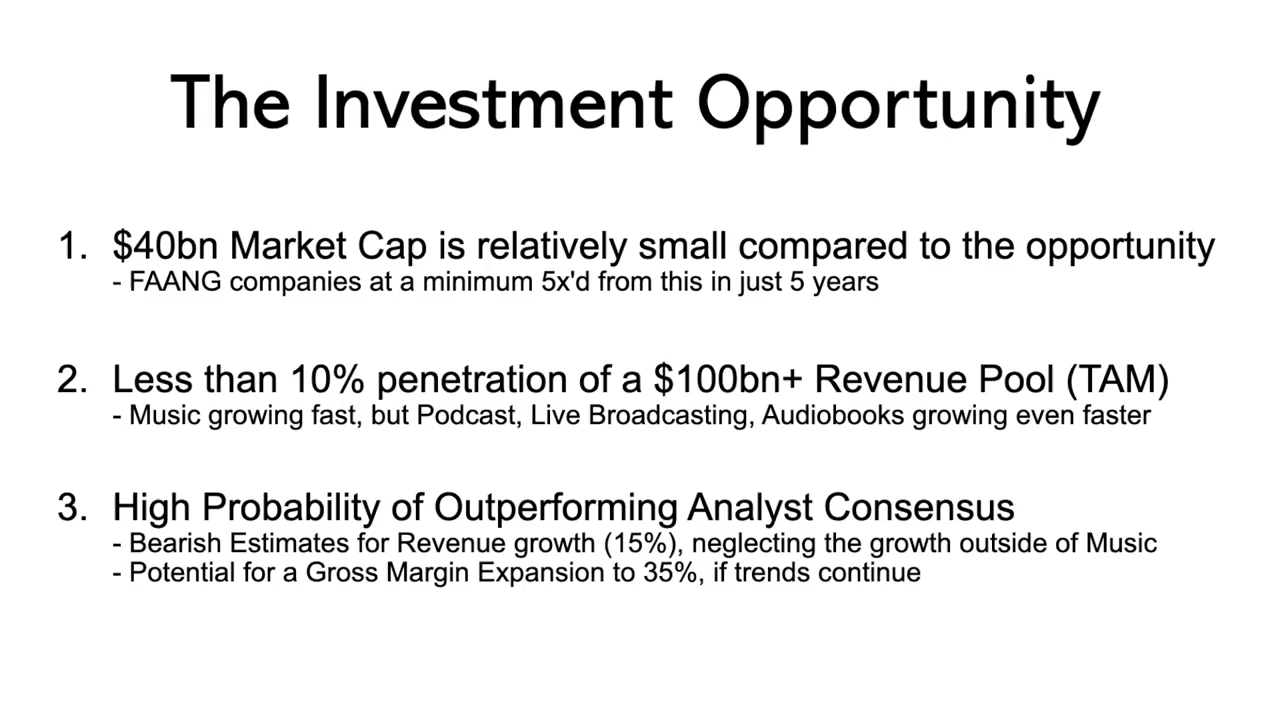 The Investment Opportunity
1. $40bn Market Cap is relatively small compared to the opportunity
- FAANG companies at a minimum 5x'd from this in just 5 years
2. Less than 10% penetration of a $100bn+ Revenue Pool (TAM)
- Music growing fast, but Podcast, Live Broadcasting, Audiobooks growing even faster
3. High Probability of Outperforming Analyst Consensus
- Bearish Estimates for Revenue growth (15%), neglecting the growth outside of Music
- Potential for a Gross Margin Expansion to 35%, if trends continue